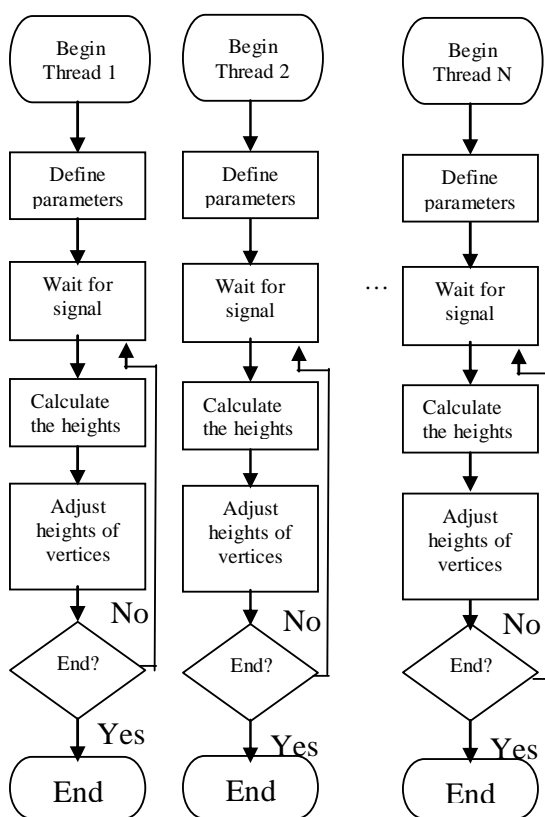 Begin
Thread 1
Define
parameters
Wait for
signal
Calculate
the heights
Adjust
heights of
vertices
No
End?
Yes
End
Begin
Thread 2
Define
parameters
Wait for
signal
Calculate
the heights
Adjust
heights of
vertices
No
End?
Yes
End
...
Begin
Thread N
Define
parameters
Wait for
signal
Calculate
the heights
Adjust
heights of
vertices
No
End?
Yes
End